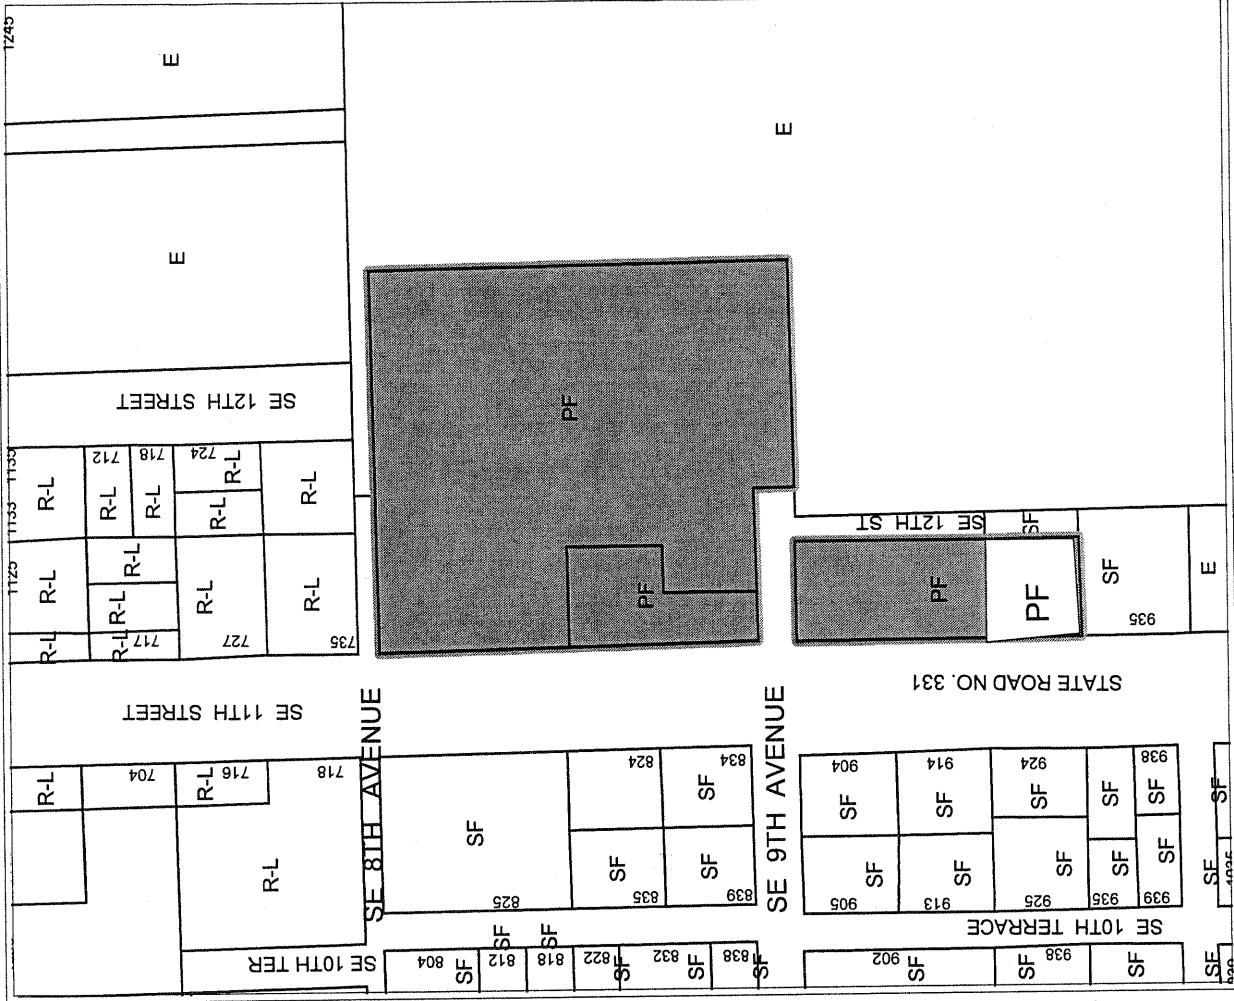 1245
E
E
E
SE 12TH STREET
PF
R-L
712
718
724
R-L
R-L
R-L
R-L
R-L
1133
1125
R-L
R-L
R-L
R-L
R-L
R-L
R-L
717
727
735
PF
SE 12TH ST
SF
PF
PF
SF
935
E
SE 11TH STREET
STATE ROAD NO. 331
SE 8TH AVENUE
SE 9TH AVENUE
R-L
704
R-L
716
718
R-L
824
834
SF
SF
SF
SF
825
835
839
904
914
924
938
SF
SF
SF
SF
SF
SF
SF
SF
SF
SF
SF
905
913
925
935
939
SF
SF
SE 10TH TERRACE
SE 10TH TER
SF
SF
804
SF
812
818
822
SF
832
SF
838
SF
902
SF
SF
938
SF
SF